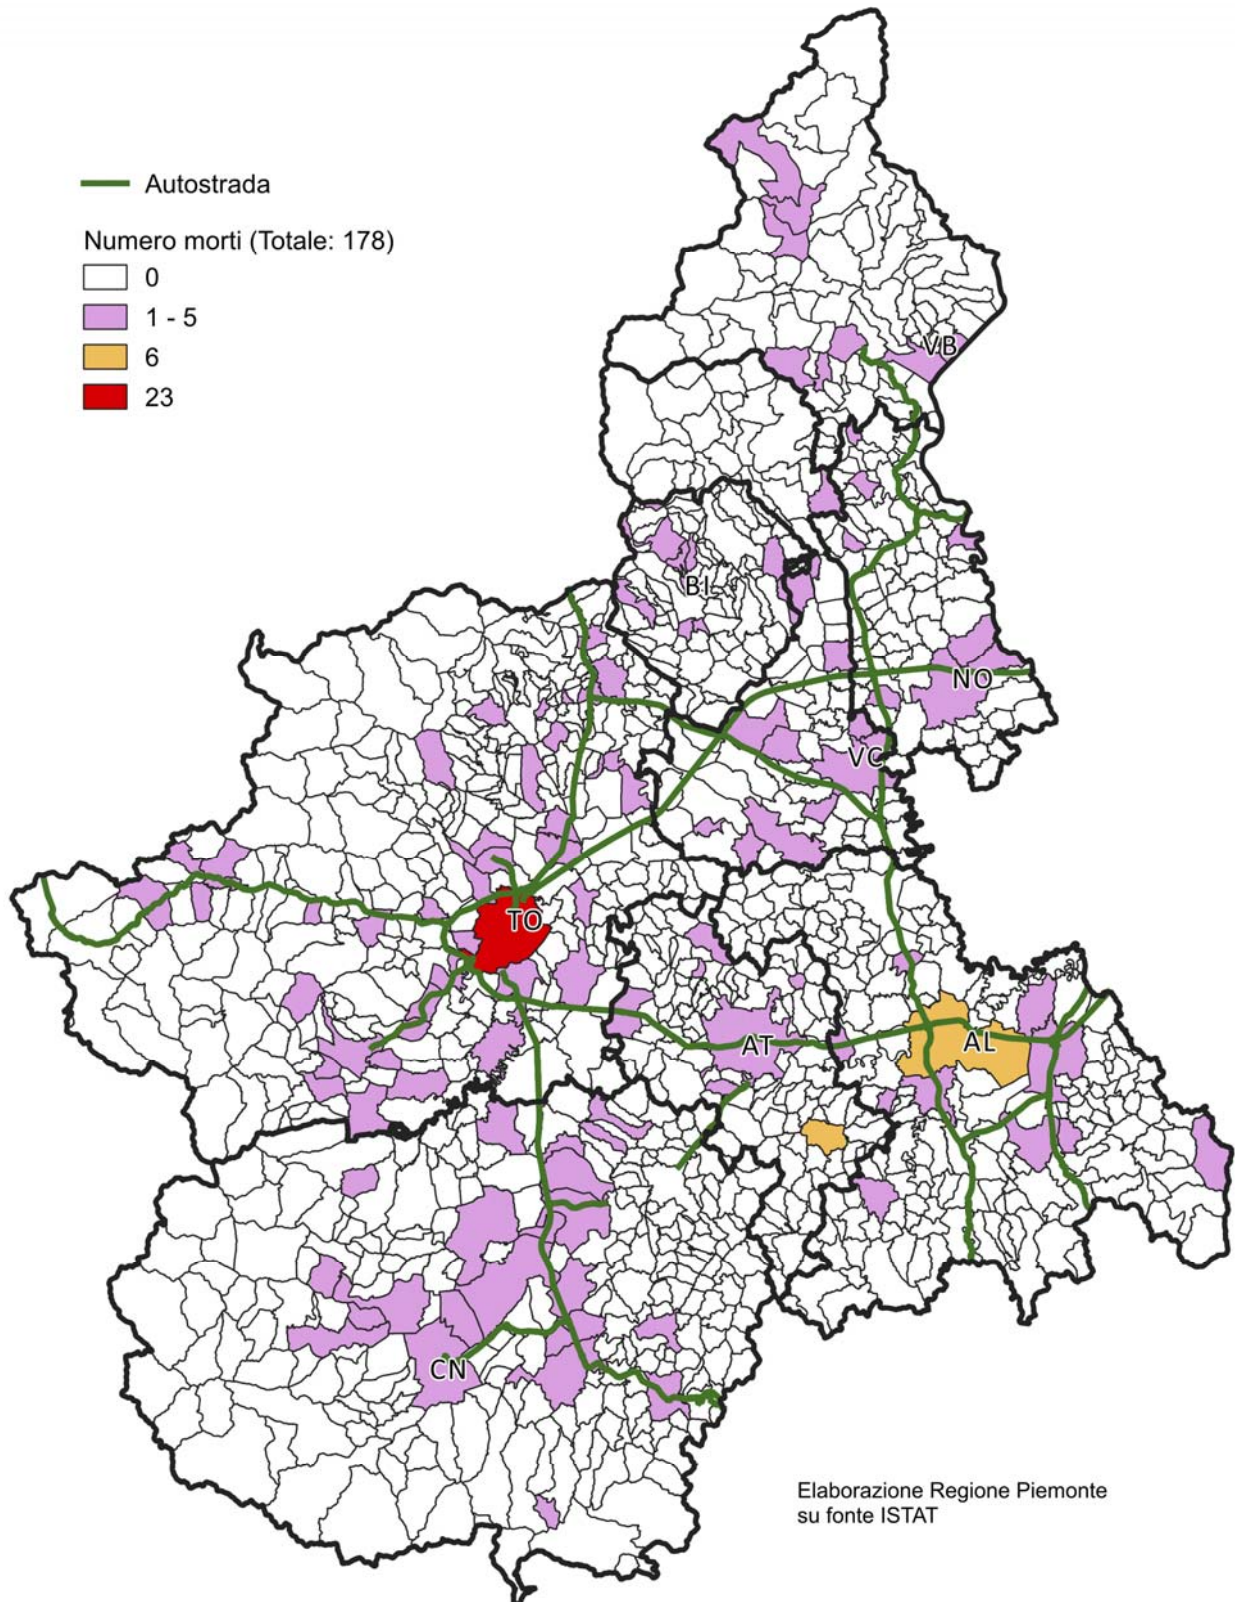 Autostrada
Numero morti (Totale: 178)
0
1 - 5
6
23
VB
BI
NO
VC
TO
AT
AL
CN
Elaborazione Regione Piemonte
su fonte ISTAT